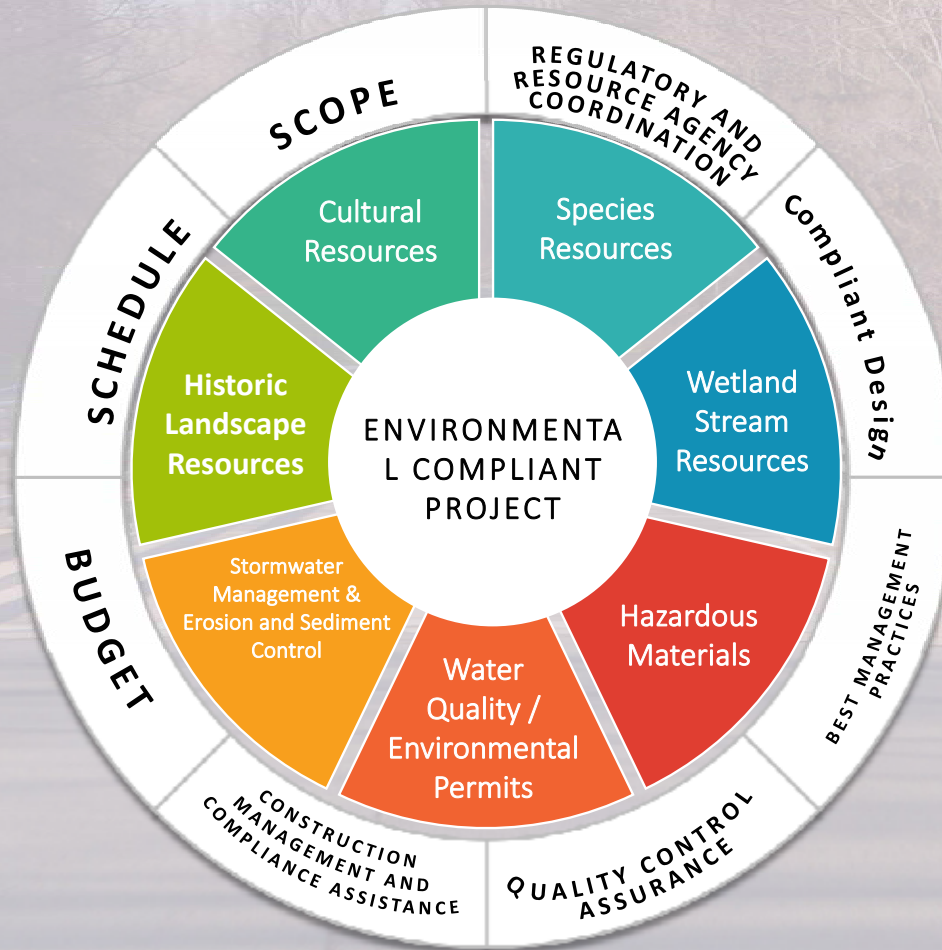 SCOPE
REGULATORY AND
RESOURCE AGENCY
COORDINATION
Compliant Design
BEST MANAGEMENT
PRACTICES
QUALITY CONTROL
ASSURANCE
CONSTRUCTION
MANAGEMENT AND
COMPLIANCE ASSISTANCE
BUDGET
SCHEDULE
Cultural
Resources
Species
Resources
Wetland
Stream
Resources
Hazardous
Materials
Water
Quality /
Environmental
Permits
Stormwater
Management &
Erosion and Sediment
Control
Historic
Landscape
Resources
ENVIRONMENTA
L COMPLIANT
PROJECT